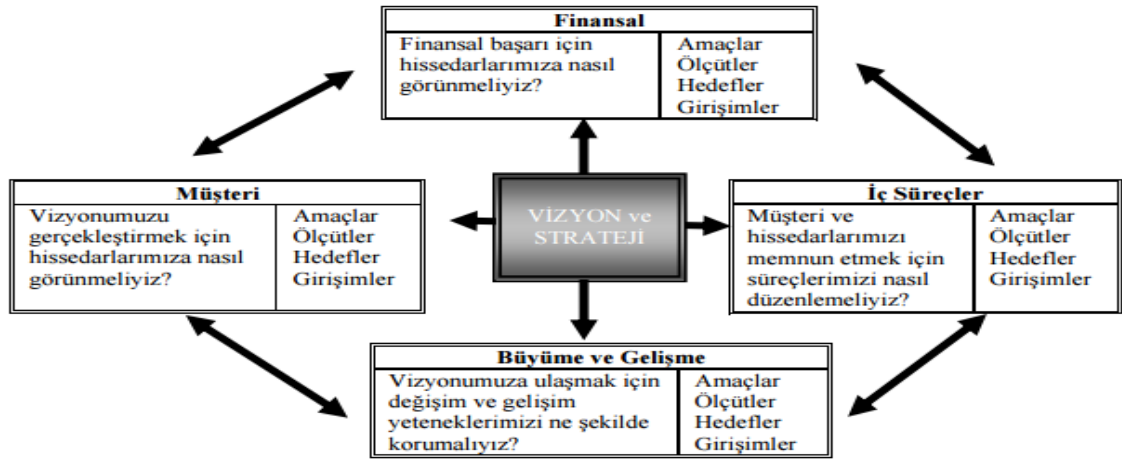 Finansal
Finansal başarı için
hissedarlarımıza nasıl
görünmeliyiz?
Amaçlar
Ölçütler
Hedefler
Girişimler
Müşteri
Vizyonumuzu
gerçekleştirmek için
hissedarlarımıza nasıl
görünmeliyiz?
Amaçlar
Ölçütler
Hedefler
Girişimler
VİZYON ve
STRATEJİ
İç Süreçler
Müşteri ve
hissedarlarımızı
memnun etmek için
süreçlerimizi nasıl
düzenlemeliyiz?
Amaçlar
Ölçütler
Hedefler
Girişimler
Büyüme ve Gelişme
Vizyonumuza ulaşmak için
değişim ve gelişim
yeteneklerimizi ne şekilde
korumalıyız?
Amaçlar
Ölçütler
Hedefler
Girişimler